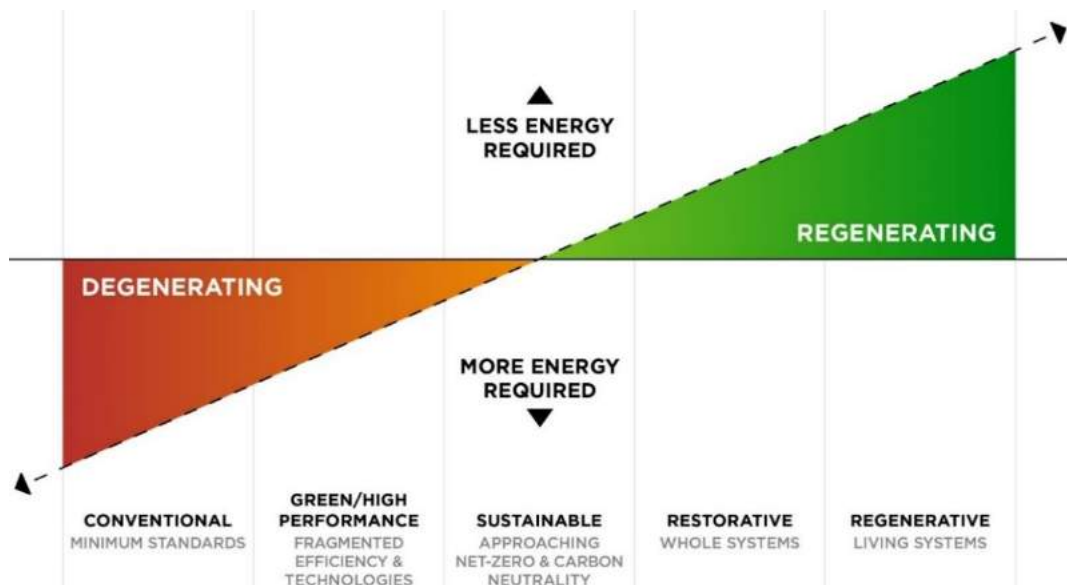 LESS ENERGY
REQUIRED
REGENERATING
DEGENERATING
MORE ENERGY
REQUIRED
CONVENTIONAL
MINIMUM STANDARDS
GREEN/HIGH
PERFORMANCE
FRAGMENTED
EFFICIENCY &
TECHNOLOGIES
SUSTAINABLE
APPROACHING
NET-ZERO & CARBON
NEUTRALITY
RESTORATIVE
WHOLE SYSTEMS
REGENERATIVE
LIVING SYSTEMS